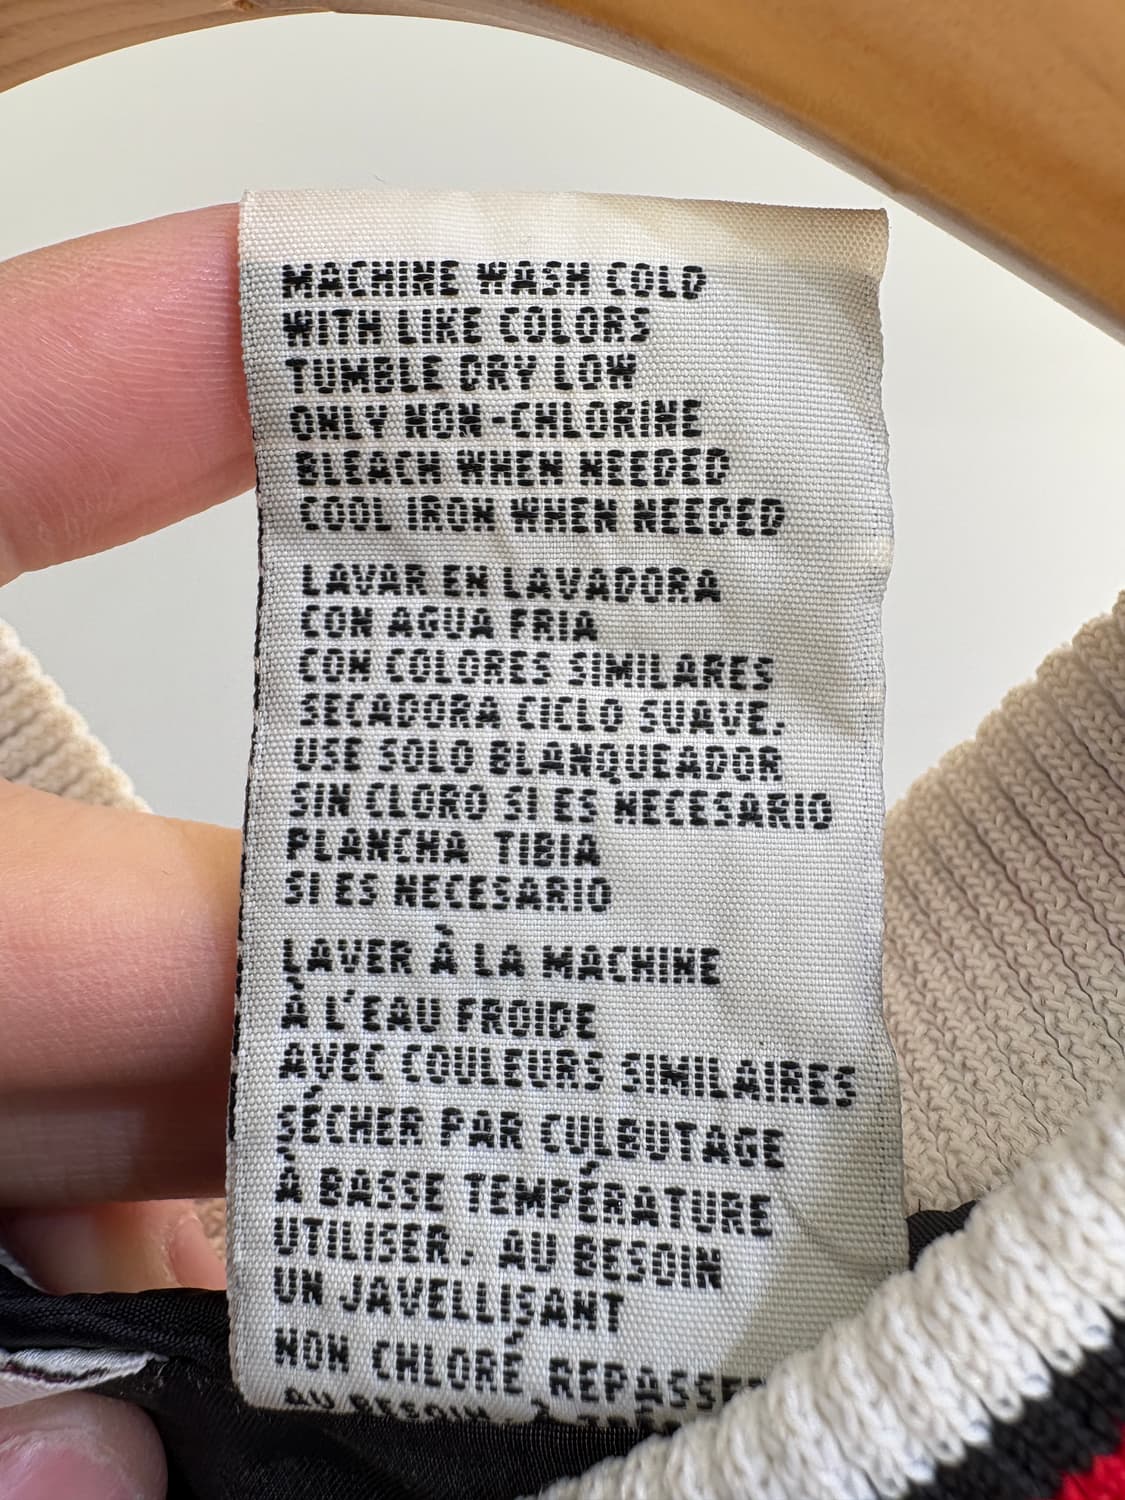 MACHINE WASH COLD
WITH LIKE COLORS
TUMBLE DRY LOW
ONLY NON-CHLORINE
BLEACH WHEN NEEDED
COOL IRON WHEN NEEDED
LAVAR EN LAVADORA
CON AGUA FRIA
CON COLORES SIMILARES
SECADORA CICLO SUAVE.
USE SOLO BLANQUEADOR
SIN CLORO SI ES NECESARIO
PLANCHA TIBIA
SI ES NECESARIO
LAVER À LA MACHINE
À L'EAU FROIDE
AVEC COULEURS SIMILAIRES
SÉCHER PAR CULBUTAGE
À BASSE TEMPÉRATURE
UTILISER, AU BESOIN
UN JAVELLISANT
NON CHLORÉ, REPASSER
AU BESOIN, À